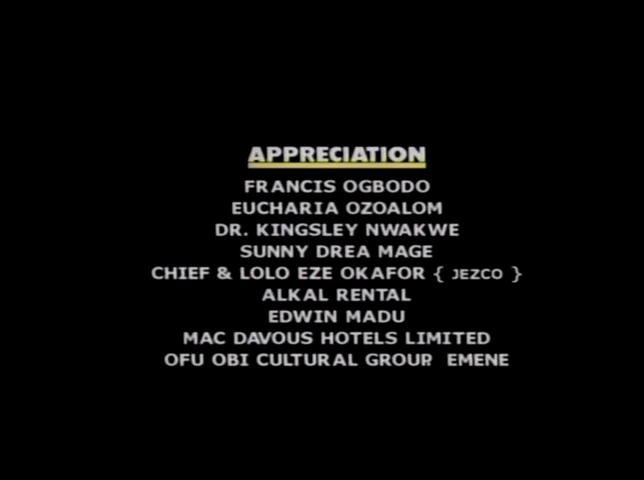 APPRECIATION
FRANCIS OGBODO
EUCHARIA OZOALOM
DR. KINGSLEY NWAKWE
SUNNY DREA MAGE
CHIEF & LOLO EZE OKAFOR { JEZCO }
ALKAL RENTAL
EDWIN MADU
MAC DAVOUS HOTELS LIMITED
OFU OBI CULTURAL GROUP EMENE